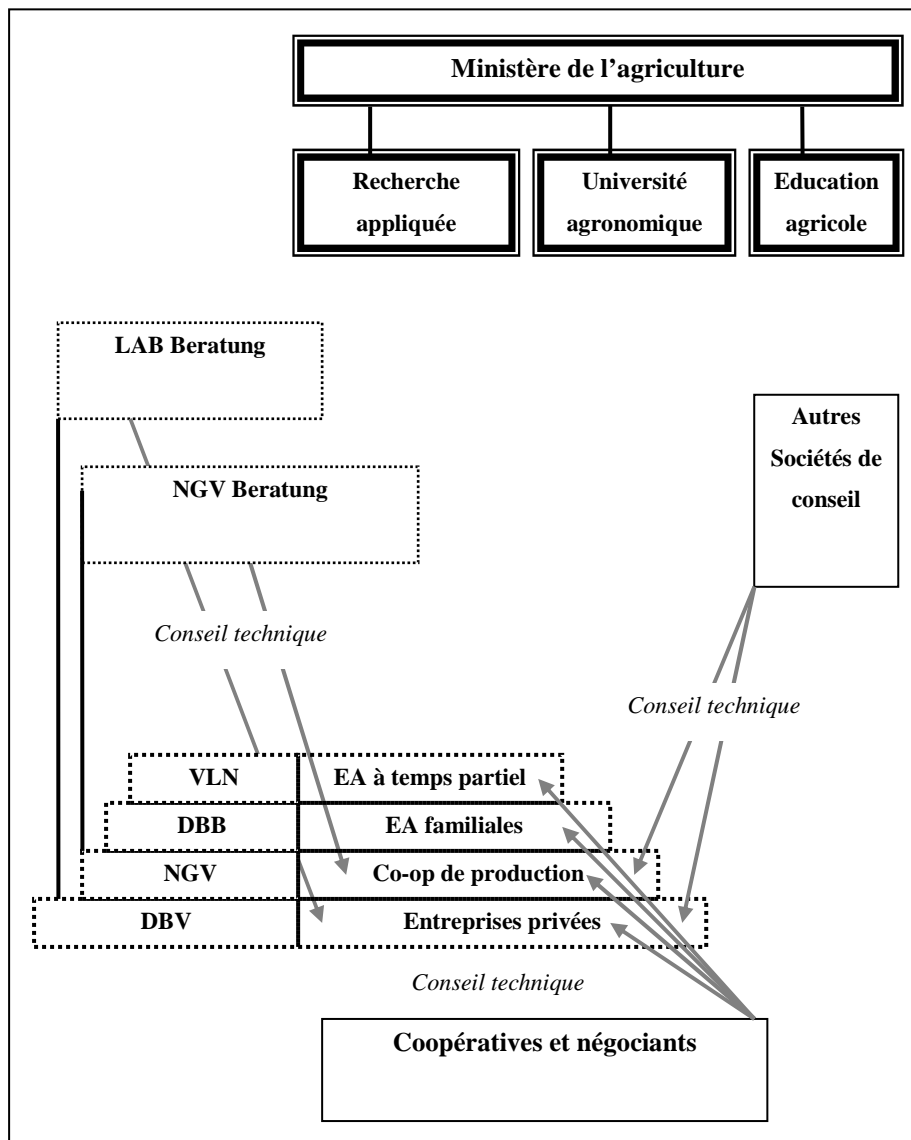 Ministère de l’agriculture
Recherche
appliquée
Université
agronomique
Education
agricole
LAB Beratung
NGV Beratung
Autres
Sociétés de
conseil
Conseil technique
Conseil technique
VLN
EA à temps partiel
DBB
EA familiales
NGV
Co-op de production
DBV
Entreprises privées
Conseil technique
Coopératives et négociants